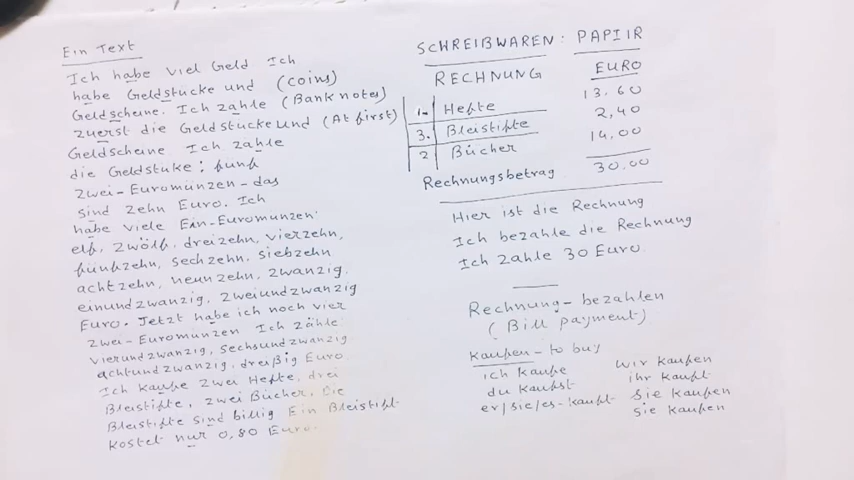 Ein Text
Ich habe viel Geld Ich
habe Geldstücke und (coins)
Geldscheine. Ich zähle (Bank notes)
zuerst die Geldstücke und (At first)
Geldscheine. Ich zähle
die Geldstuke: fünf
zwei-Euromünzen-das
sind zehn Euro. Ich
habe viele Ein-Euromunzen:
elf, zwölf, dreizehn, vierzehn,
fünfzehn, sechzehn, siebzehn
achtzehn, neunzehn, zwanzig,
einundzwanzig, zweiundzwanzig
Euro. Jetzt habe ich noch vier
zwei-Euromünzen Ich zähle:
vierundzwanzig, sechsundzwanzig
achtundzwanzig, dreißig Euro
Ich kaufe zwei Hefte, drei
Bleistifte, zwei Bücher. Die
Bleistifte sind billig Ein Bleistift
kostet nur 0,80 Euro.
SCHREIBWAREN: PAPIIR
RECHNUNG EURO
1- Hefte 13.60
3. Bleistifte 2,40
2 Bücher 14.00
Rechnungsbetrag 30,00
Hier ist die Rechnung
Ich bezahle die Rechnung
Ich zahle 30 Euro
Rechnung-bezahlen
(Bill payment)
kaufen-to buy
ich kaufe wir kaufen
du kaufst ihr kauft
er/sie/es-kauft Sie kaufen
sie kaufen